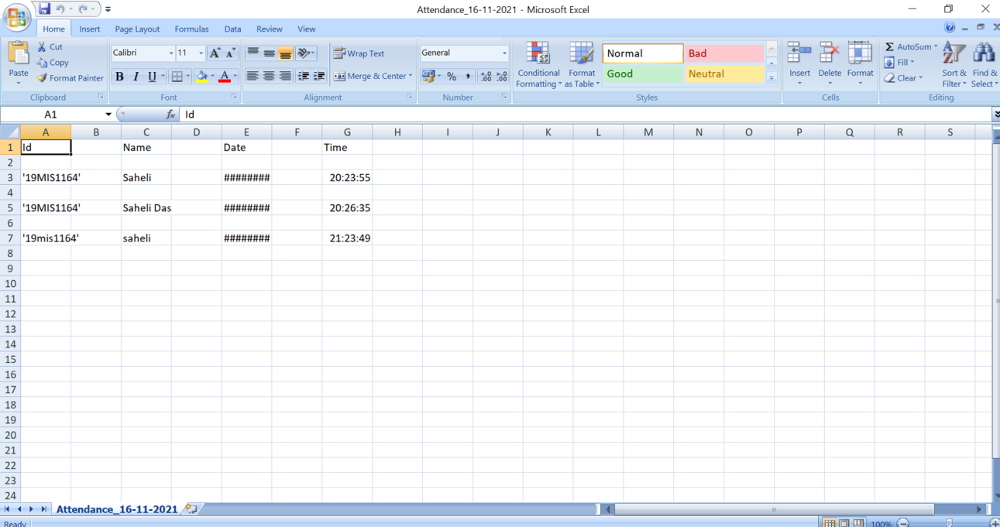 Attendance_16-11-2021 - Microsoft Excel
Home Insert Page Layout Formulas Data Review View
Paste
Cut
Copy
Format Painter
Clipboard
Calibri 11
B I U
Font
Wrap Text
Merge & Center
Alignment
General
% ,
Number
Conditional Formatting
Format as Table
Normal Bad
Good Neutral
Styles
Insert Delete Format
Cells
Σ AutoSum
Fill
Clear
Sort & Filter
Find & Select
Editing
A1 fx Id
A B C D E F G H I J K L M N O P Q R S
1 Id Name Date Time
2
3 '19MIS1164' Saheli ######## 20:23:55
4
5 '19MIS1164' Saheli Das ######## 20:26:35
6
7 '19mis1164' saheli ######## 21:23:49
8
9
10
11
12
13
14
15
16
17
18
19
20
21
22
23
24
Attendance_16-11-2021
Ready 100%